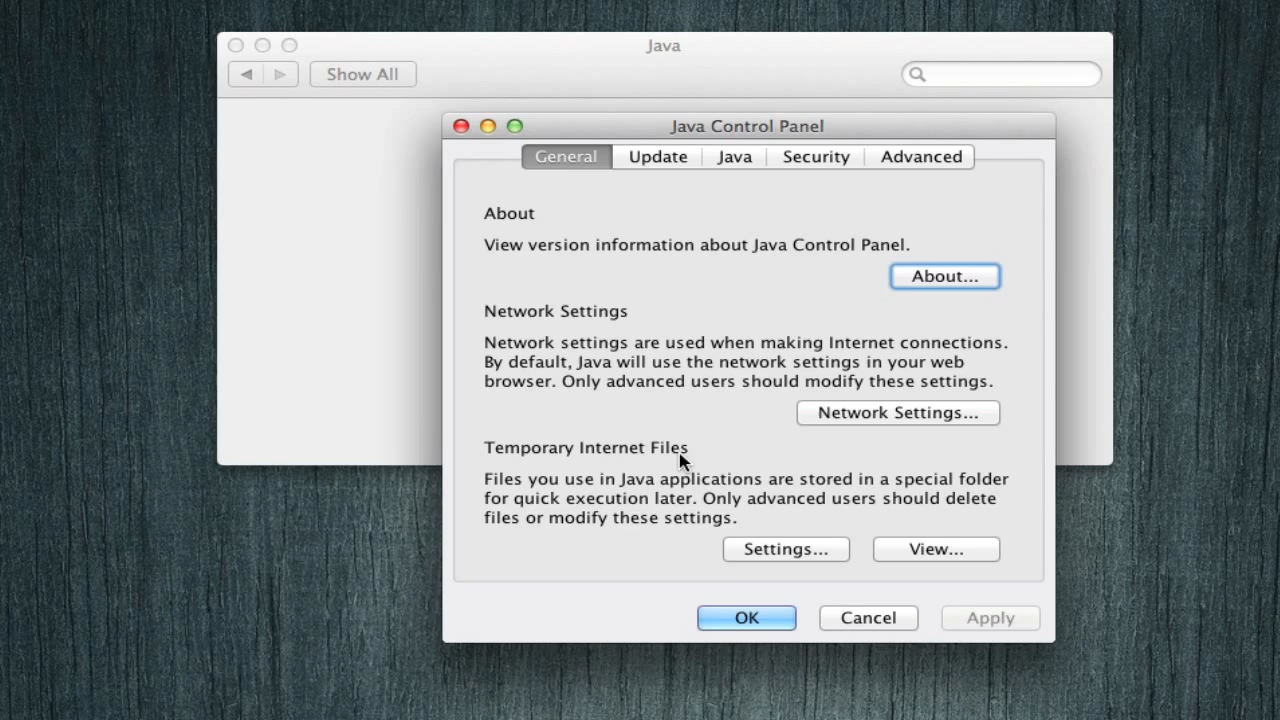 Java
Show All
Java Control Panel
General Update Java Security Advanced
About
View version information about Java Control Panel.
About...
Network Settings
Network settings are used when making Internet connections.
By default, Java will use the network settings in your web
browser. Only advanced users should modify these settings.
Network Settings...
Temporary Internet Files
Files you use in Java applications are stored in a special folder
for quick execution later. Only advanced users should delete
files or modify these settings.
Settings... View...
OK Cancel Apply